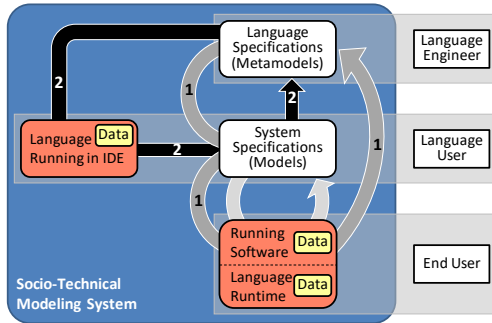 Language
Specifications
(Metamodels)
Language
Engineer
2
1
2
1
Language
Running in IDE
Data
2
System
Specifications
(Models)
Language
User
1
Running
Software
Data
Language
Runtime
Data
End User
Socio-Technical
Modeling System